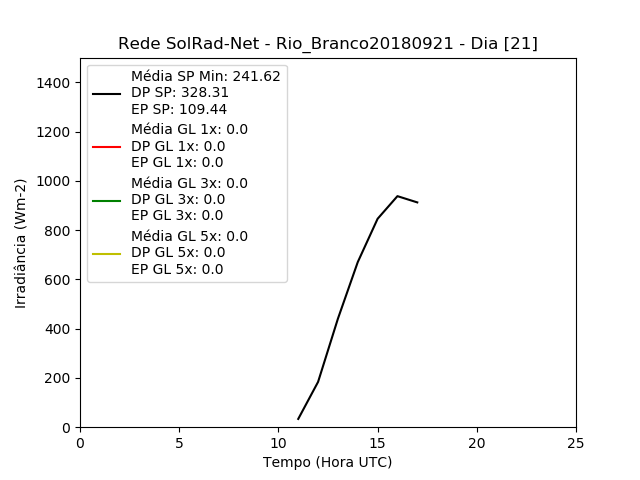 Rede SolRad-Net - Rio_Branco20180921 - Dia [21]
Média SP Min: 241.62
DP SP: 328.31
EP SP: 109.44
Média GL 1x: 0.0
DP GL 1x: 0.0
EP GL 1x: 0.0
Média GL 3x: 0.0
DP GL 3x: 0.0
EP GL 3x: 0.0
Média GL 5x: 0.0
DP GL 5x: 0.0
EP GL 5x: 0.0
Irradiância (Wm-2)
1400
1200
1000
800
600
400
200
0
0 5 10 15 20 25
Tempo (Hora UTC)